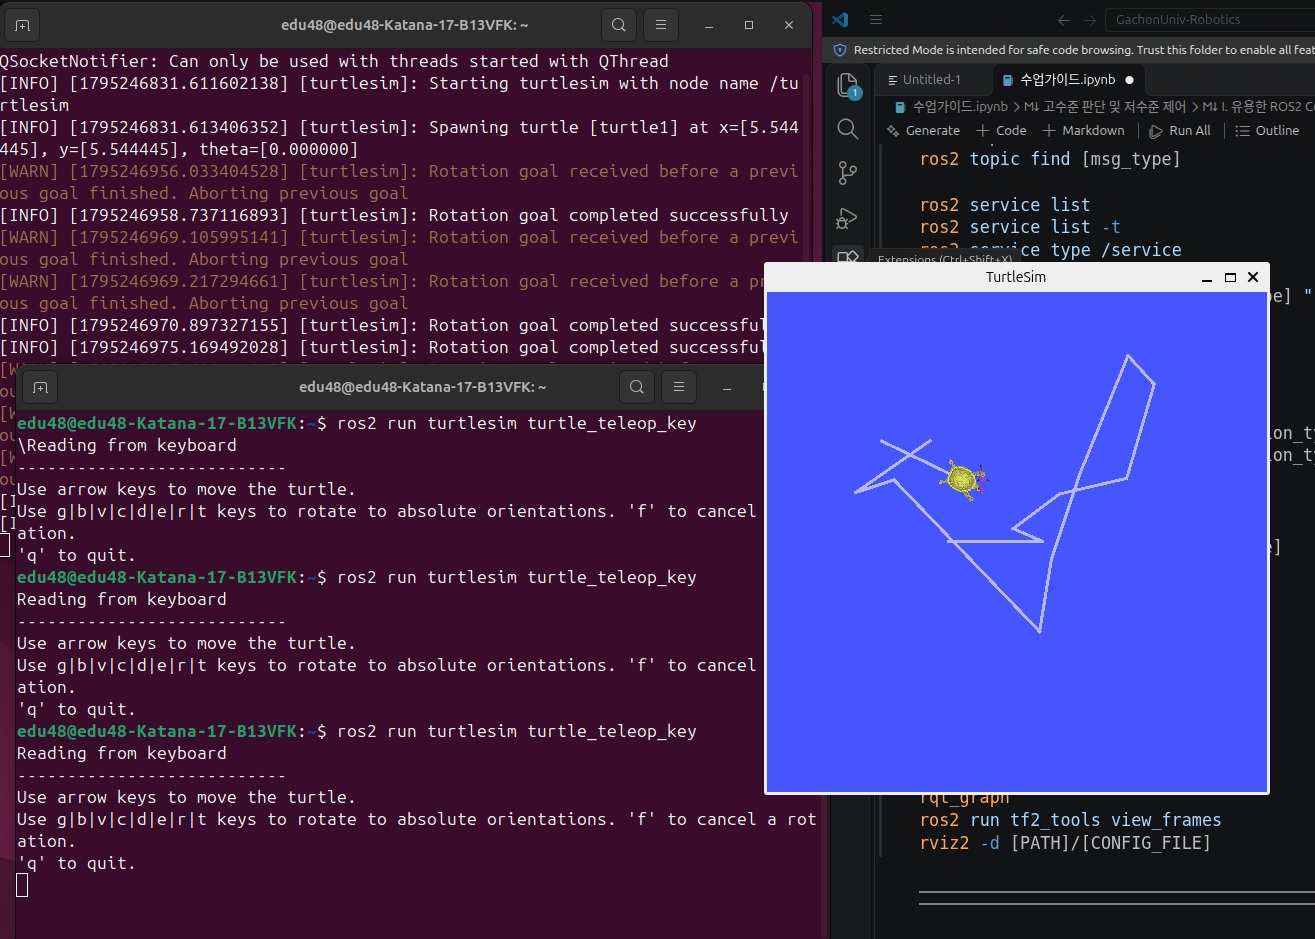 edu48@edu48-Katana-17-B13VFK: ~
QSocketNotifier: Can only be used with threads started with QThread
[INFO] [1795246831.611602138] [turtlesim]: Starting turtlesim with node name /tu
rtlesim
[INFO] [1795246831.613406352] [turtlesim]: Spawning turtle [turtle1] at x=[5.544
445], y=[5.544445], theta=[0.000000]
[WARN] [1795246956.033404528] [turtlesim]: Rotation goal received before a previ
ous goal finished. Aborting previous goal
[INFO] [1795246958.737116893] [turtlesim]: Rotation goal completed successfully
[WARN] [1795246969.105995141] [turtlesim]: Rotation goal received before a previ
ous goal finished. Aborting previous goal
[WARN] [1795246969.217294661] [turtlesim]: Rotation goal received before a pr
ous goal finished. Aborting previous goal
[INFO] [1795246970.897327155] [turtlesim]: Rotation goal completed successful
[INFO] [1795246975.169492028] [turtlesim]: Rotation goal completed successful
edu48@edu48-Katana-17-B13VFK: ~
edu48@edu48-Katana-17-B13VFK:~$ ros2 run turtlesim turtle_teleop_key
\Reading from keyboard
---------------------------
Use arrow keys to move the turtle.
Use g|b|v|c|d|e|r|t keys to rotate to absolute orientations. 'f' to cancel
ation.
'q' to quit.
edu48@edu48-Katana-17-B13VFK:~$ ros2 run turtlesim turtle_teleop_key
Reading from keyboard
---------------------------
Use arrow keys to move the turtle.
Use g|b|v|c|d|e|r|t keys to rotate to absolute orientations. 'f' to cancel
ation.
'q' to quit.
edu48@edu48-Katana-17-B13VFK:~$ ros2 run turtlesim turtle_teleop_key
Reading from keyboard
---------------------------
Use arrow keys to move the turtle.
Use g|b|v|c|d|e|r|t keys to rotate to absolute orientations. 'f' to cancel a rot
ation.
'q' to quit.
GachonUniv-Robotics
Restricted Mode is intended for safe code browsing. Trust this folder to enable all feat
1
Untitled-1
수업가이드.ipynb
수업가이드.ipynb > M↓ 고수준 판단 및 저수준 제어 > M↓ I. 유용한 ROS2 Co
Generate + Code + Markdown Run All Outline
ros2 topic find [msg_type]
ros2 service list
ros2 service list -t
ros2 service type /service
Extensions (Ctrl+Shift+X)
TurtleSim
rqt_graph
ros2 run tf2_tools view_frames
rviz2 -d [PATH]/[CONFIG_FILE]